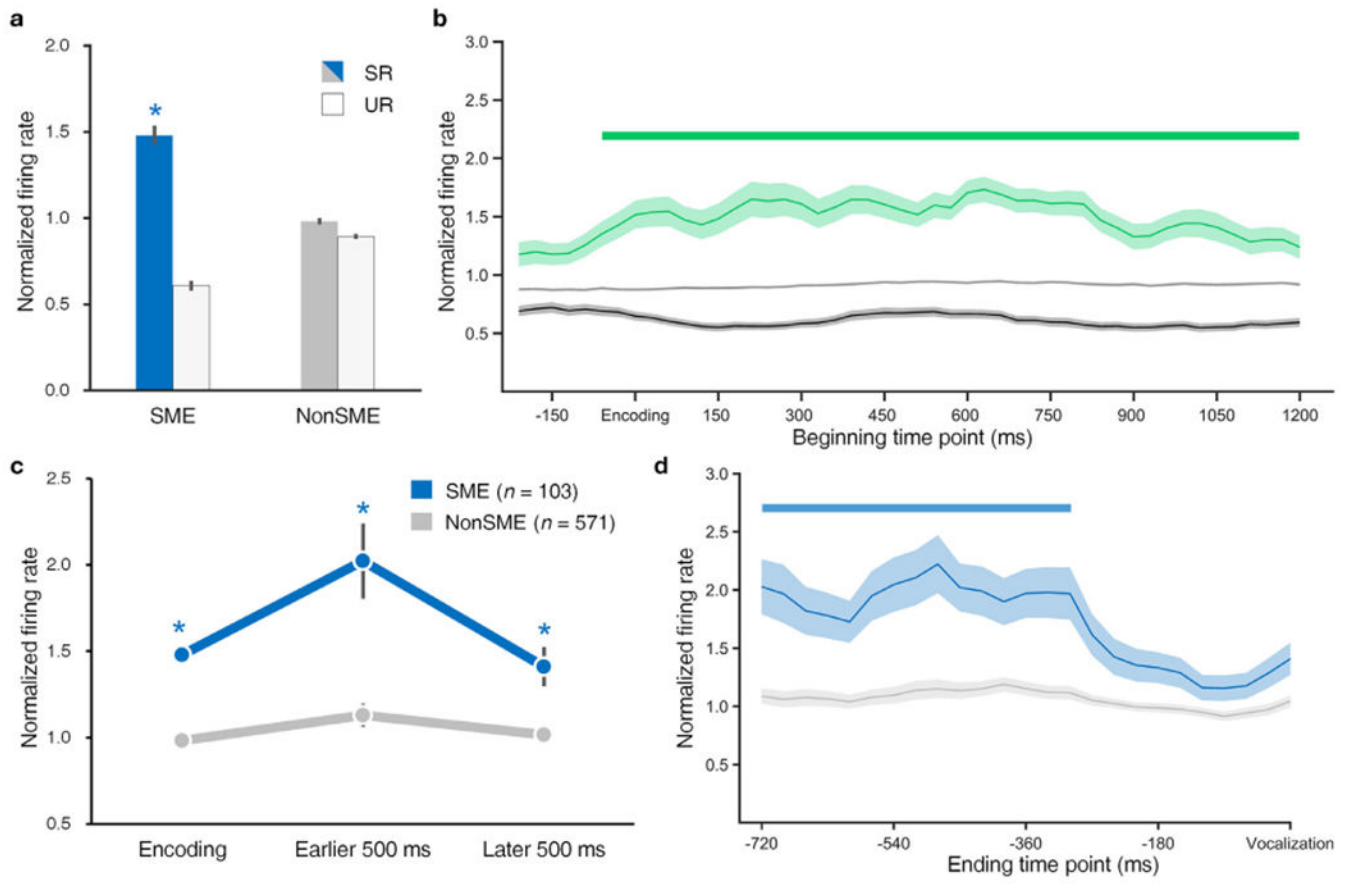 a
Normalized firing rate
2.0
1.5
1.0
0.5
0.0
*
SR
UR
SME
NonSME
b
Normalized firing rate
3.0
2.5
2.0
1.5
1.0
0.5
-150 Encoding 150 300 450 600 750 900 1050 1200
Beginning time point (ms)
c
Normalized firing rate
2.5
2.0
1.5
1.0
0.5
* * *
SME (n = 103)
NonSME (n = 571)
Encoding Earlier 500 ms Later 500 ms
d
Normalized firing rate
3.0
2.5
2.0
1.5
1.0
0.5
-720 -540 -360 -180 Vocalization
Ending time point (ms)